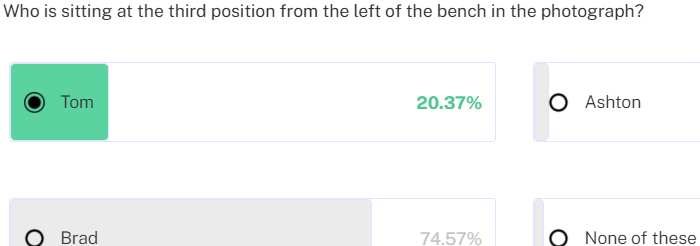 Who is sitting at the third position from the left of the bench in the photograph?
Tom 20.37% Ashton
Brad 74.57% None of these